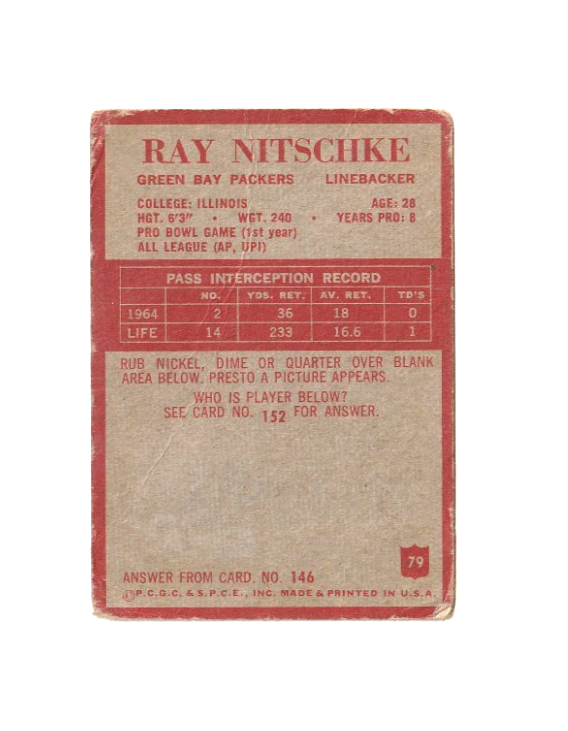 RAY NITSCHKE
GREEN BAY PACKERS LINEBACKER
COLLEGE: ILLINOIS AGE: 28
HGT. 6'3" • WGT. 240 • YEARS PRO: 8
PRO BOWL GAME (1st year)
ALL LEAGUE (AP, UPI)
PASS INTERCEPTION RECORD
NO. YDS. RET. AV. RET. TD'S
1964 2 36 18 0
LIFE 14 233 16.6 1
RUB NICKEL, DIME OR QUARTER OVER BLANK
AREA BELOW. PRESTO A PICTURE APPEARS.
WHO IS PLAYER BELOW?
SEE CARD NO. 152 FOR ANSWER.
79
ANSWER FROM CARD. NO. 146
©P.C.G.C. & S.P.C.E., INC. MADE & PRINTED IN U.S.A.